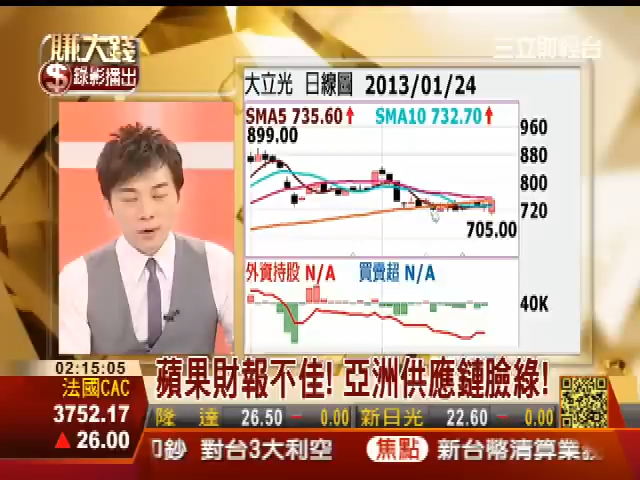 賺大錢
$錄影播出
三立財經台
大立光 日線圖 2013/01/24
SMA5 735.60↑ SMA10 732.70↑
899.00
960
880
800
720
705.00
外資持股 N/A 買賣超 N/A
40K
02:15:05
蘋果財報不佳! 亞洲供應鏈臉綠!
法國CAC
3752.17
▲26.00
隆達 26.50 - 0.00 新日光 22.60 - 0.00
印鈔 對台3大利空 焦點 新台幣清算業務